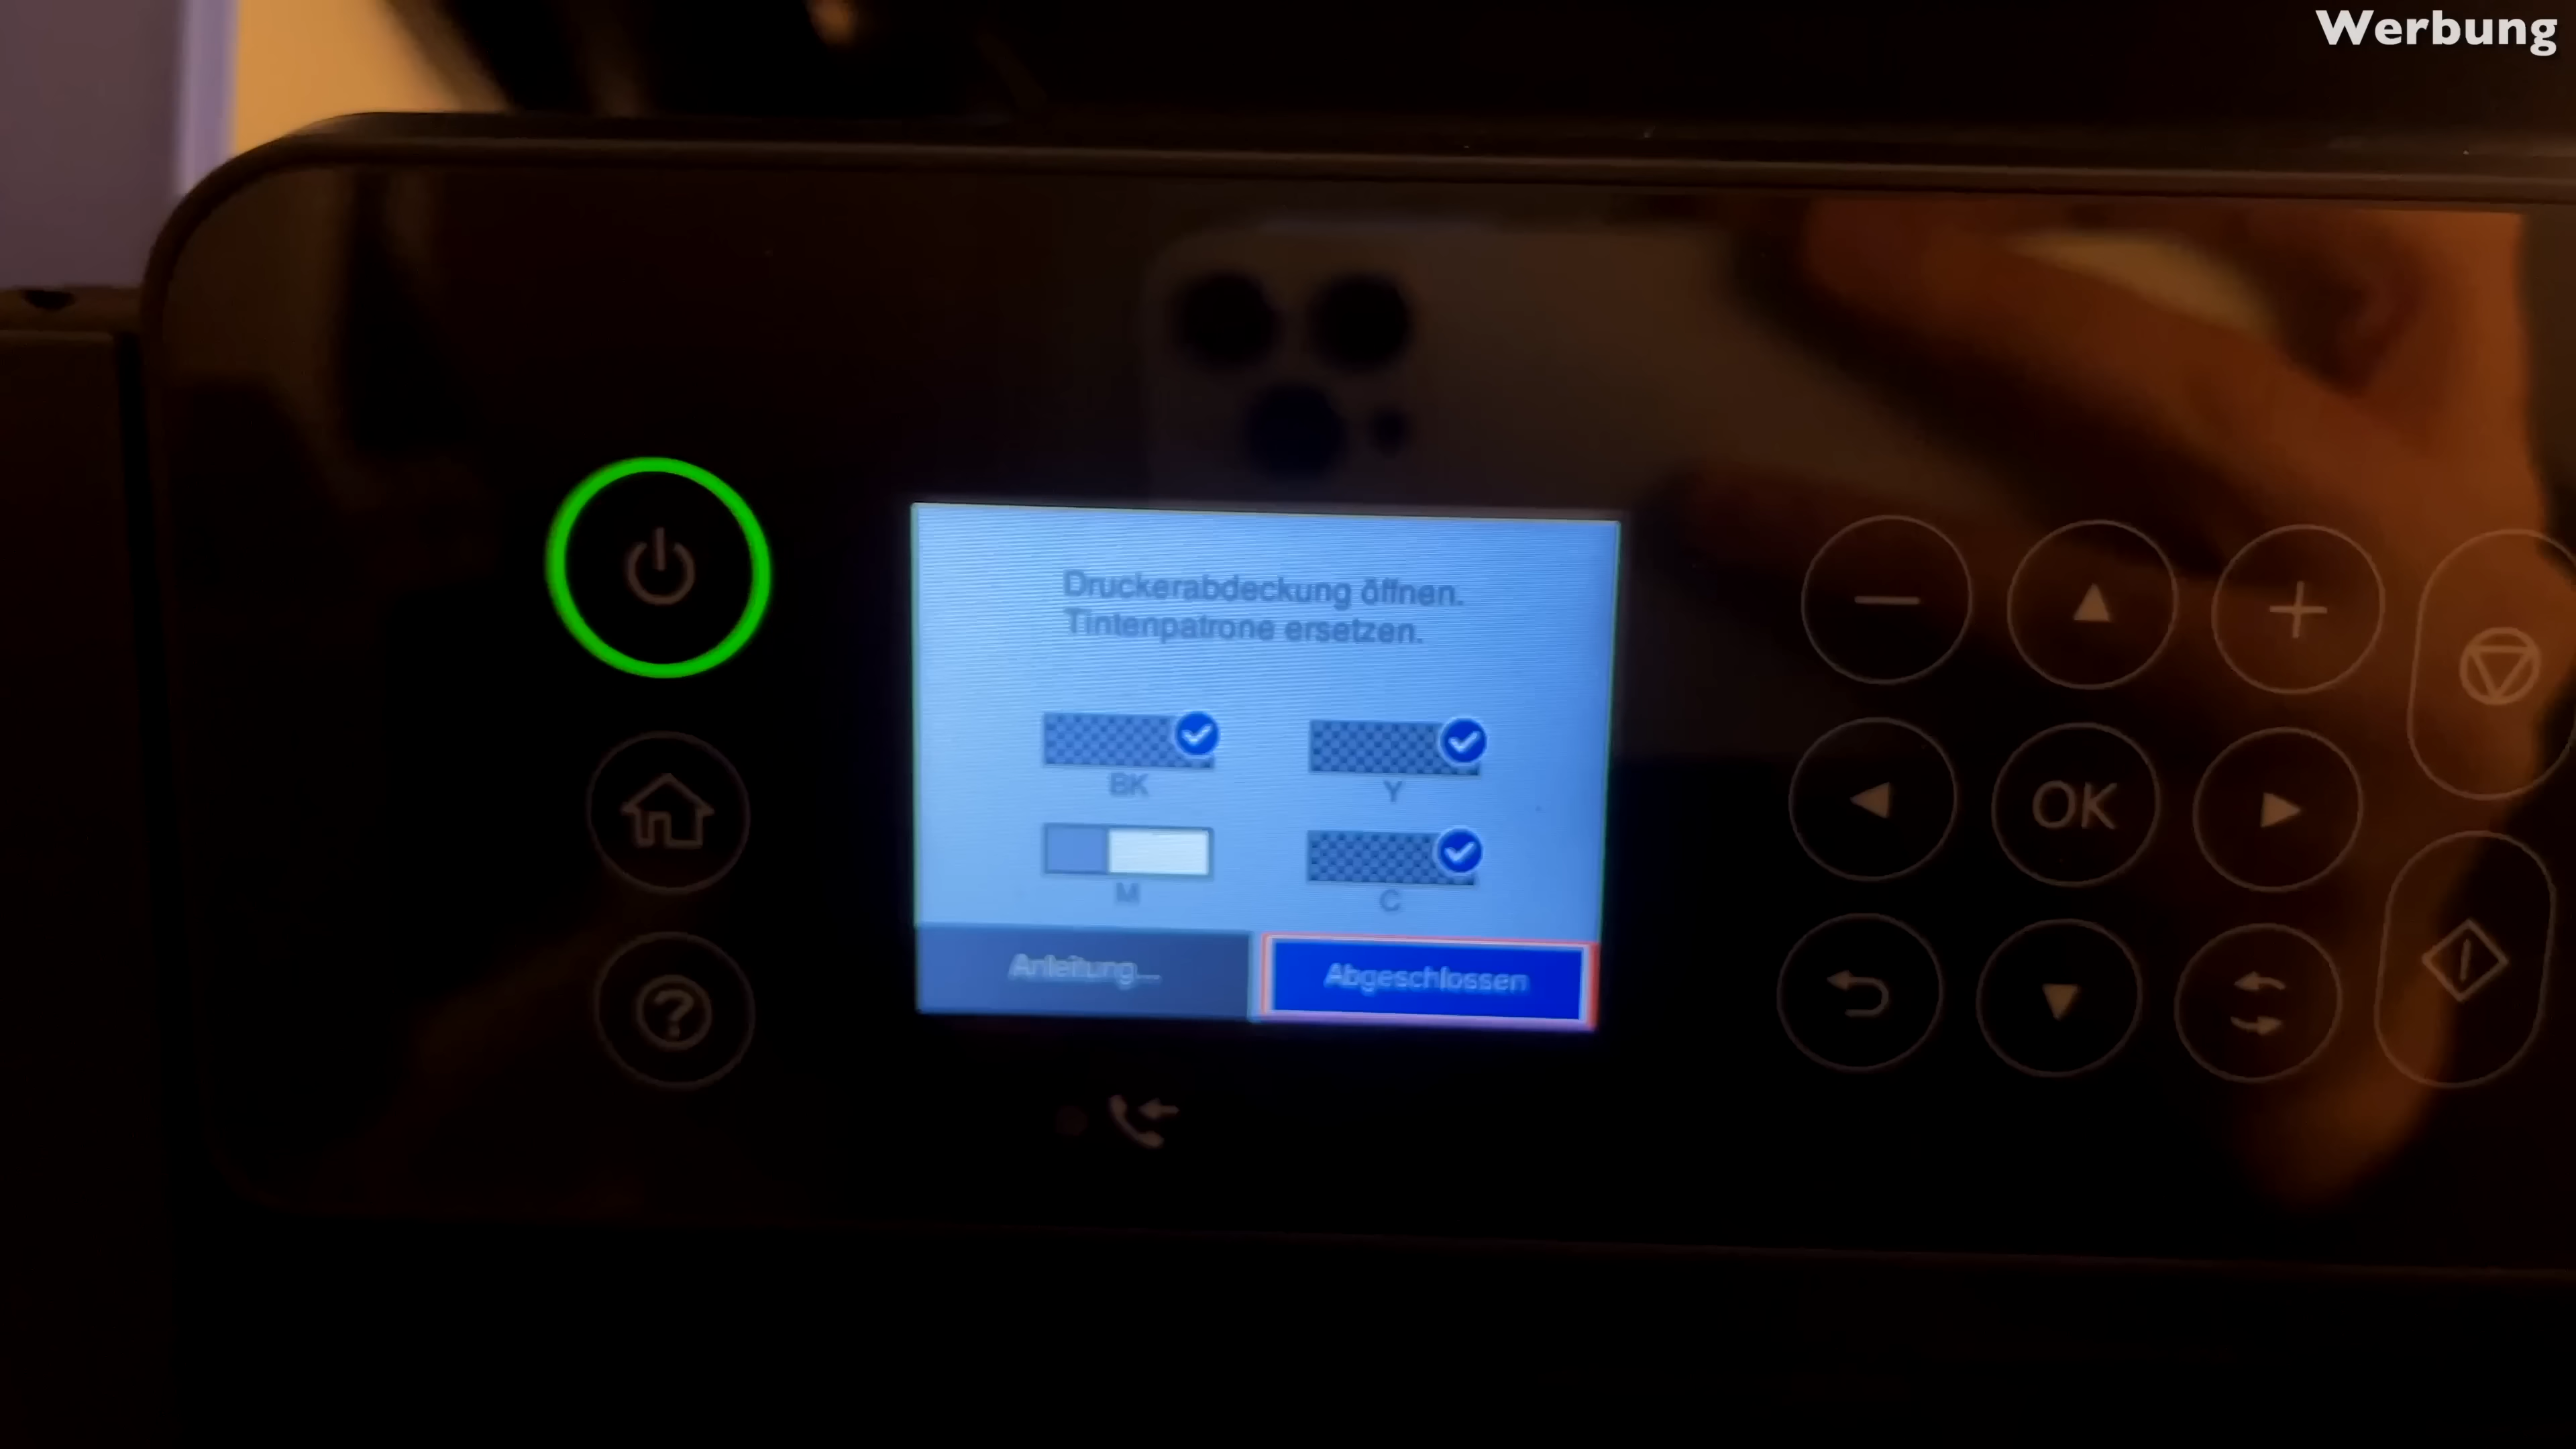 Werbung
Druckerabdeckung öffnen.
Tintenpatrone ersetzen.
BK
Y
M
C
Anleitung...
Abgeschlossen
OK